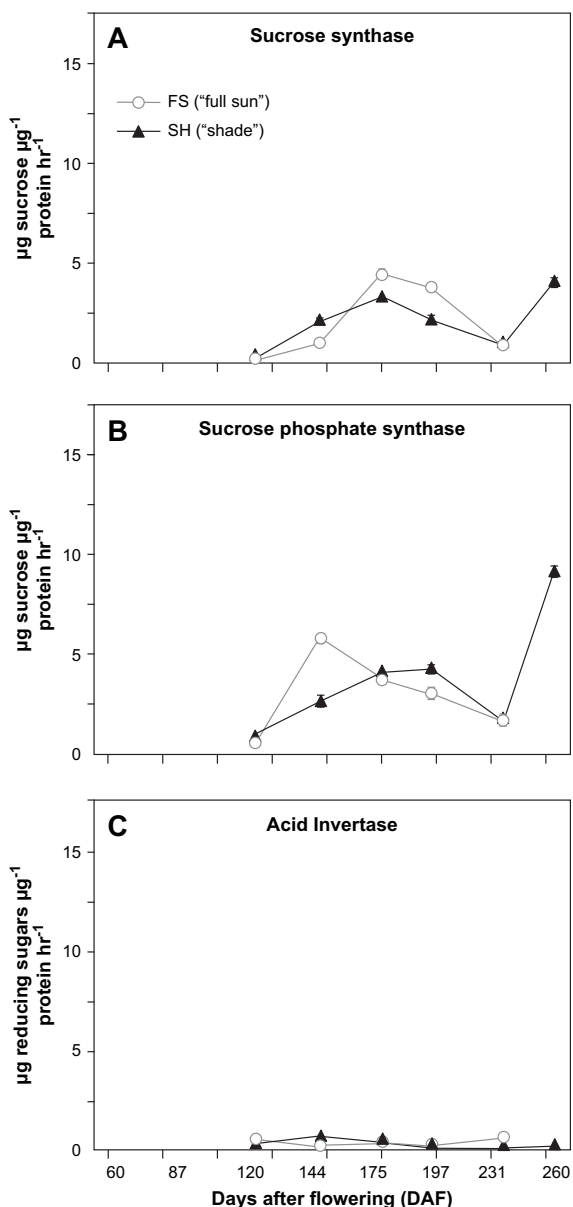 A
Sucrose synthase
15
FS (“full sun”)
SH (“shade”)
10
5
0
µg sucrose µg-1
protein hr-1
B
Sucrose phosphate synthase
15
10
5
0
µg sucrose µg-1
protein hr-1
C
Acid Invertase
15
10
5
0
µg reducing sugars µg-1
protein hr-1
60 87 120 144 175 197 231 260
Days after flowering (DAF)